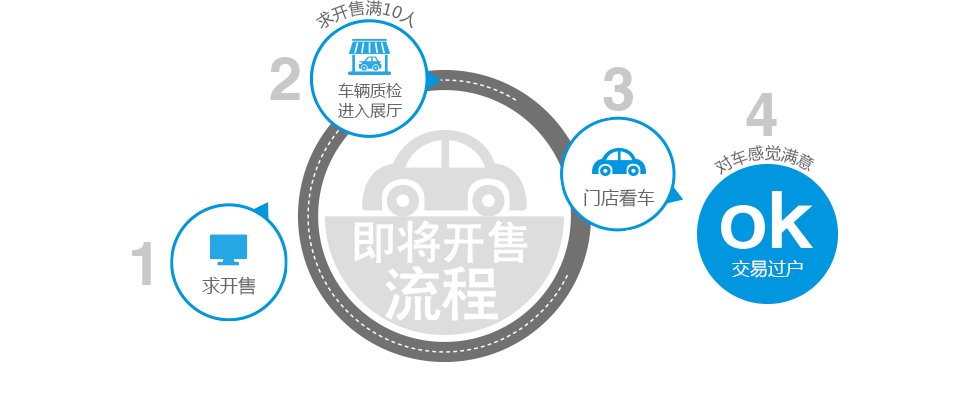 1
求开售
2
求开售满10人
车辆质检
进入展厅
即将开售
流程
3
门店看车
4
对车感觉满意
ok
交易过户